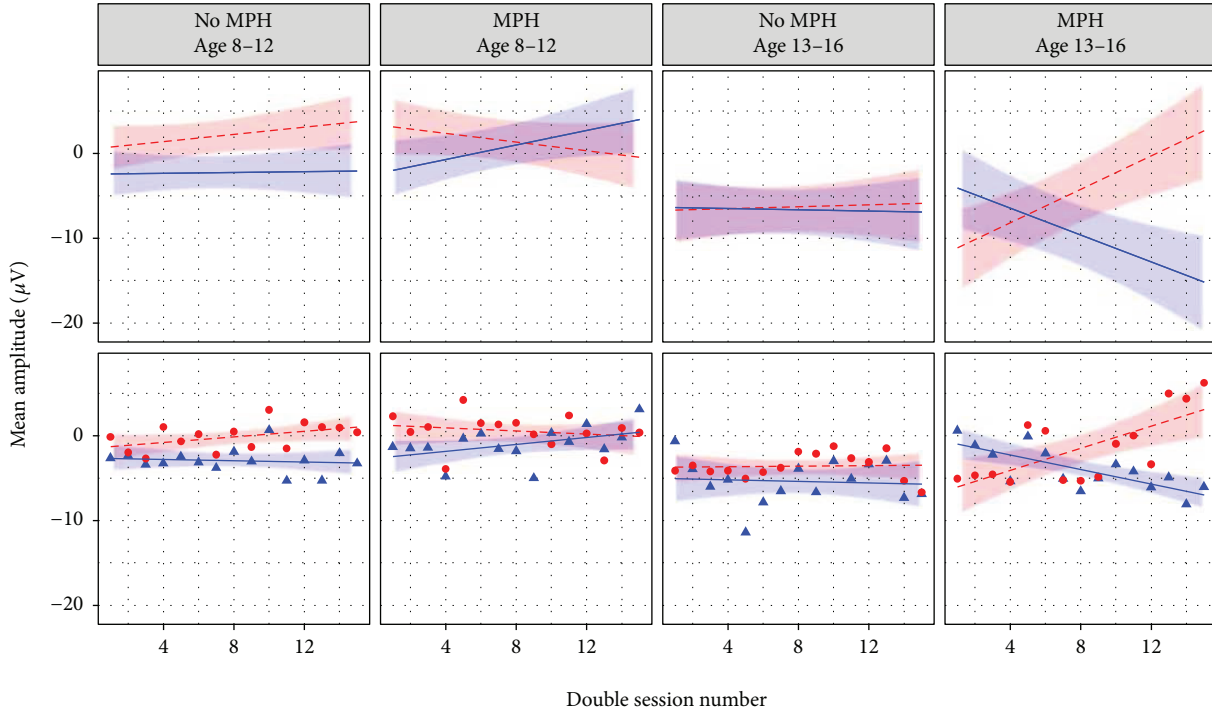 No MPH
Age 8–12
MPH
Age 8–12
No MPH
Age 13–16
MPH
Age 13–16
0
−10
−20
0
−10
−20
Mean amplitude (μV)
4 8 12 4 8 12 4 8 12 4 8 12
Double session number